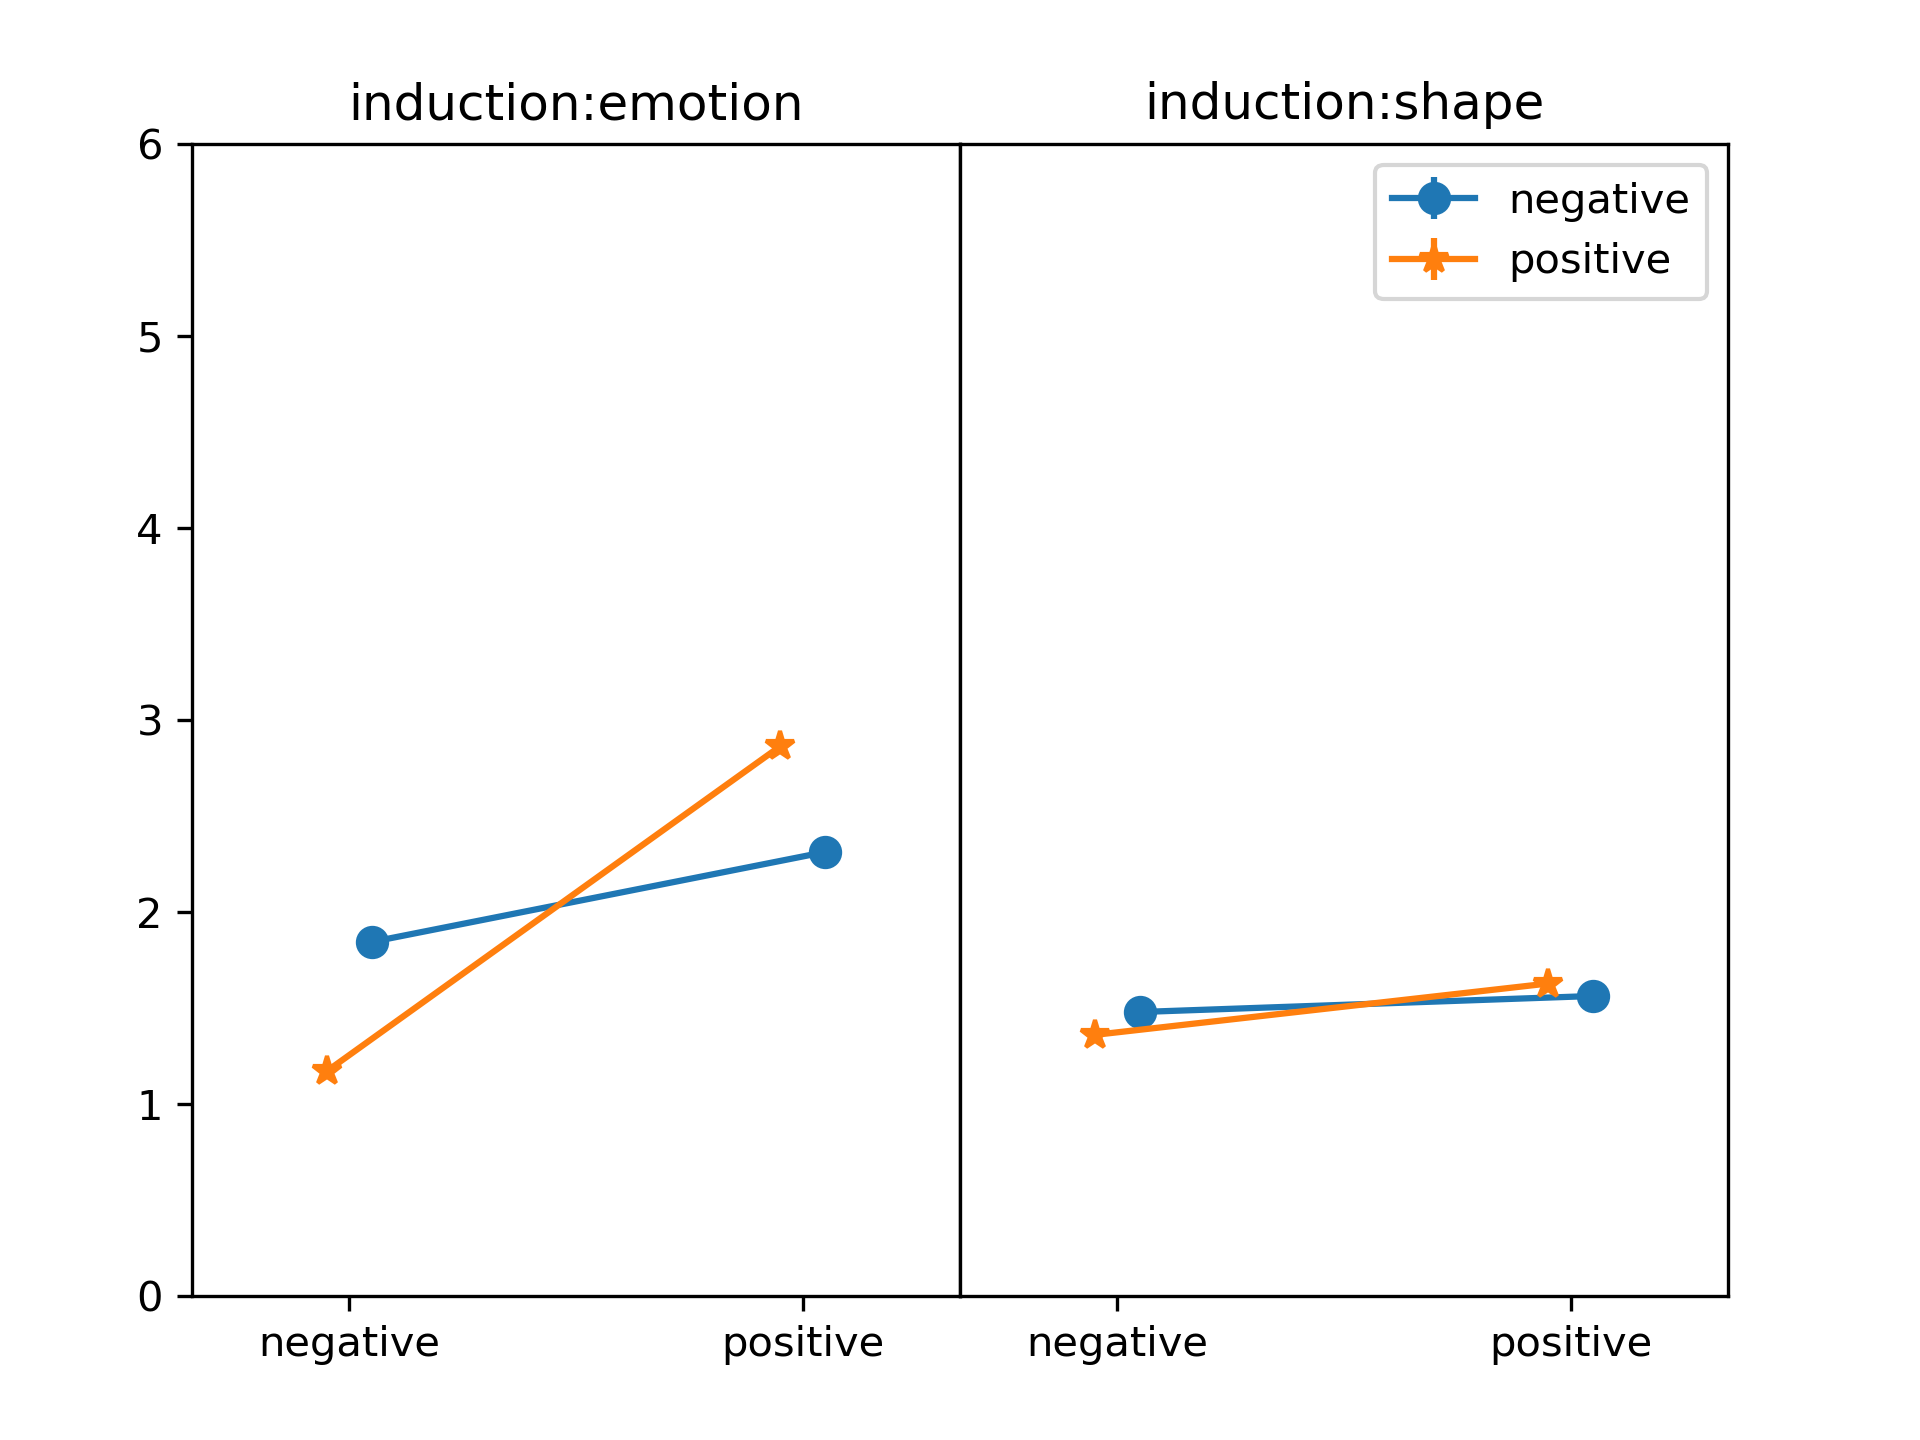 induction:emotion
induction:shape
6
5
4
3
2
1
0
negative
positive
negative
positive
negative
positive